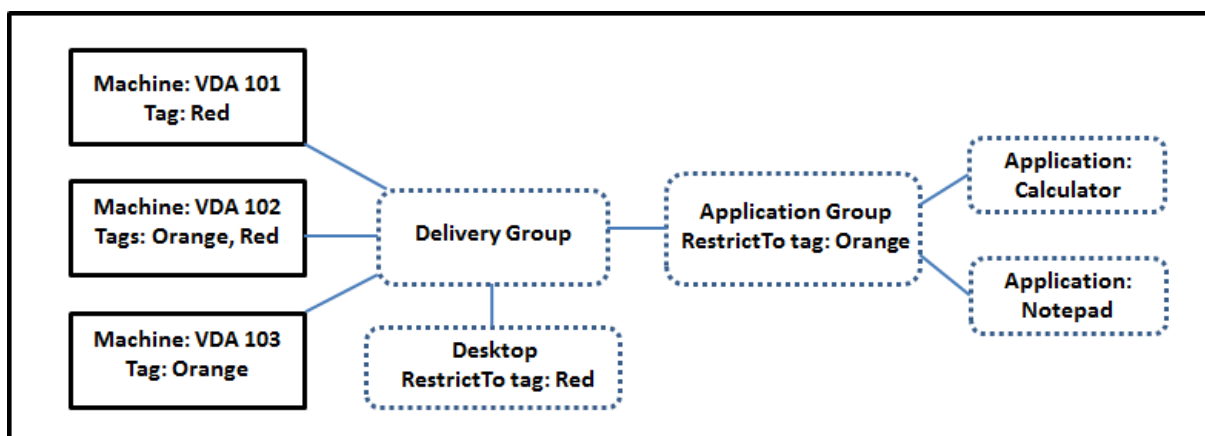 Machine: VDA 101
Tag: Red
Machine: VDA 102
Tags: Orange, Red
Machine: VDA 103
Tag: Orange
Delivery Group
Desktop
RestrictTo tag: Red
Application Group
RestrictTo tag: Orange
Application:
Calculator
Application:
Notepad